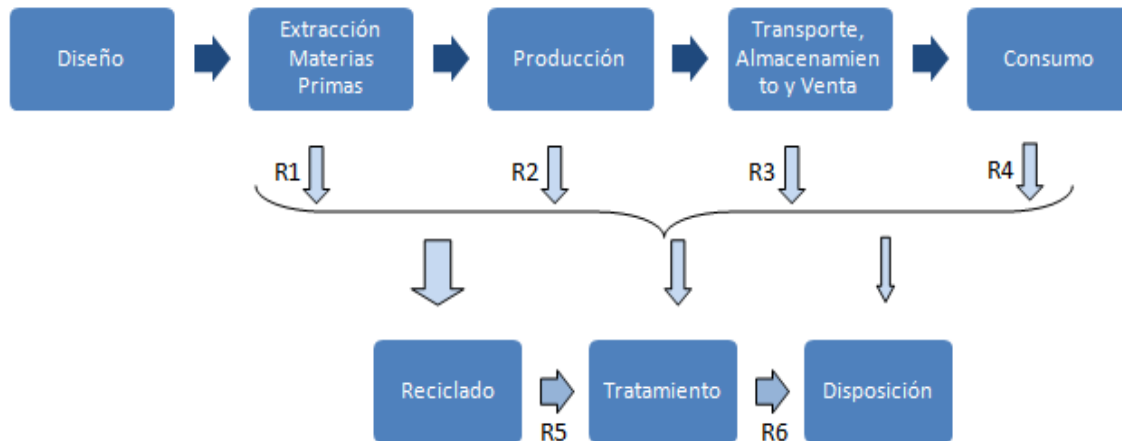 Diseño
Extracción
Materias
Primas
Producción
Transporte,
Almacenamien
to y Venta
Consumo
R1
R2
R3
R4
Reciclado
Tratamiento
Disposición
R5
R6